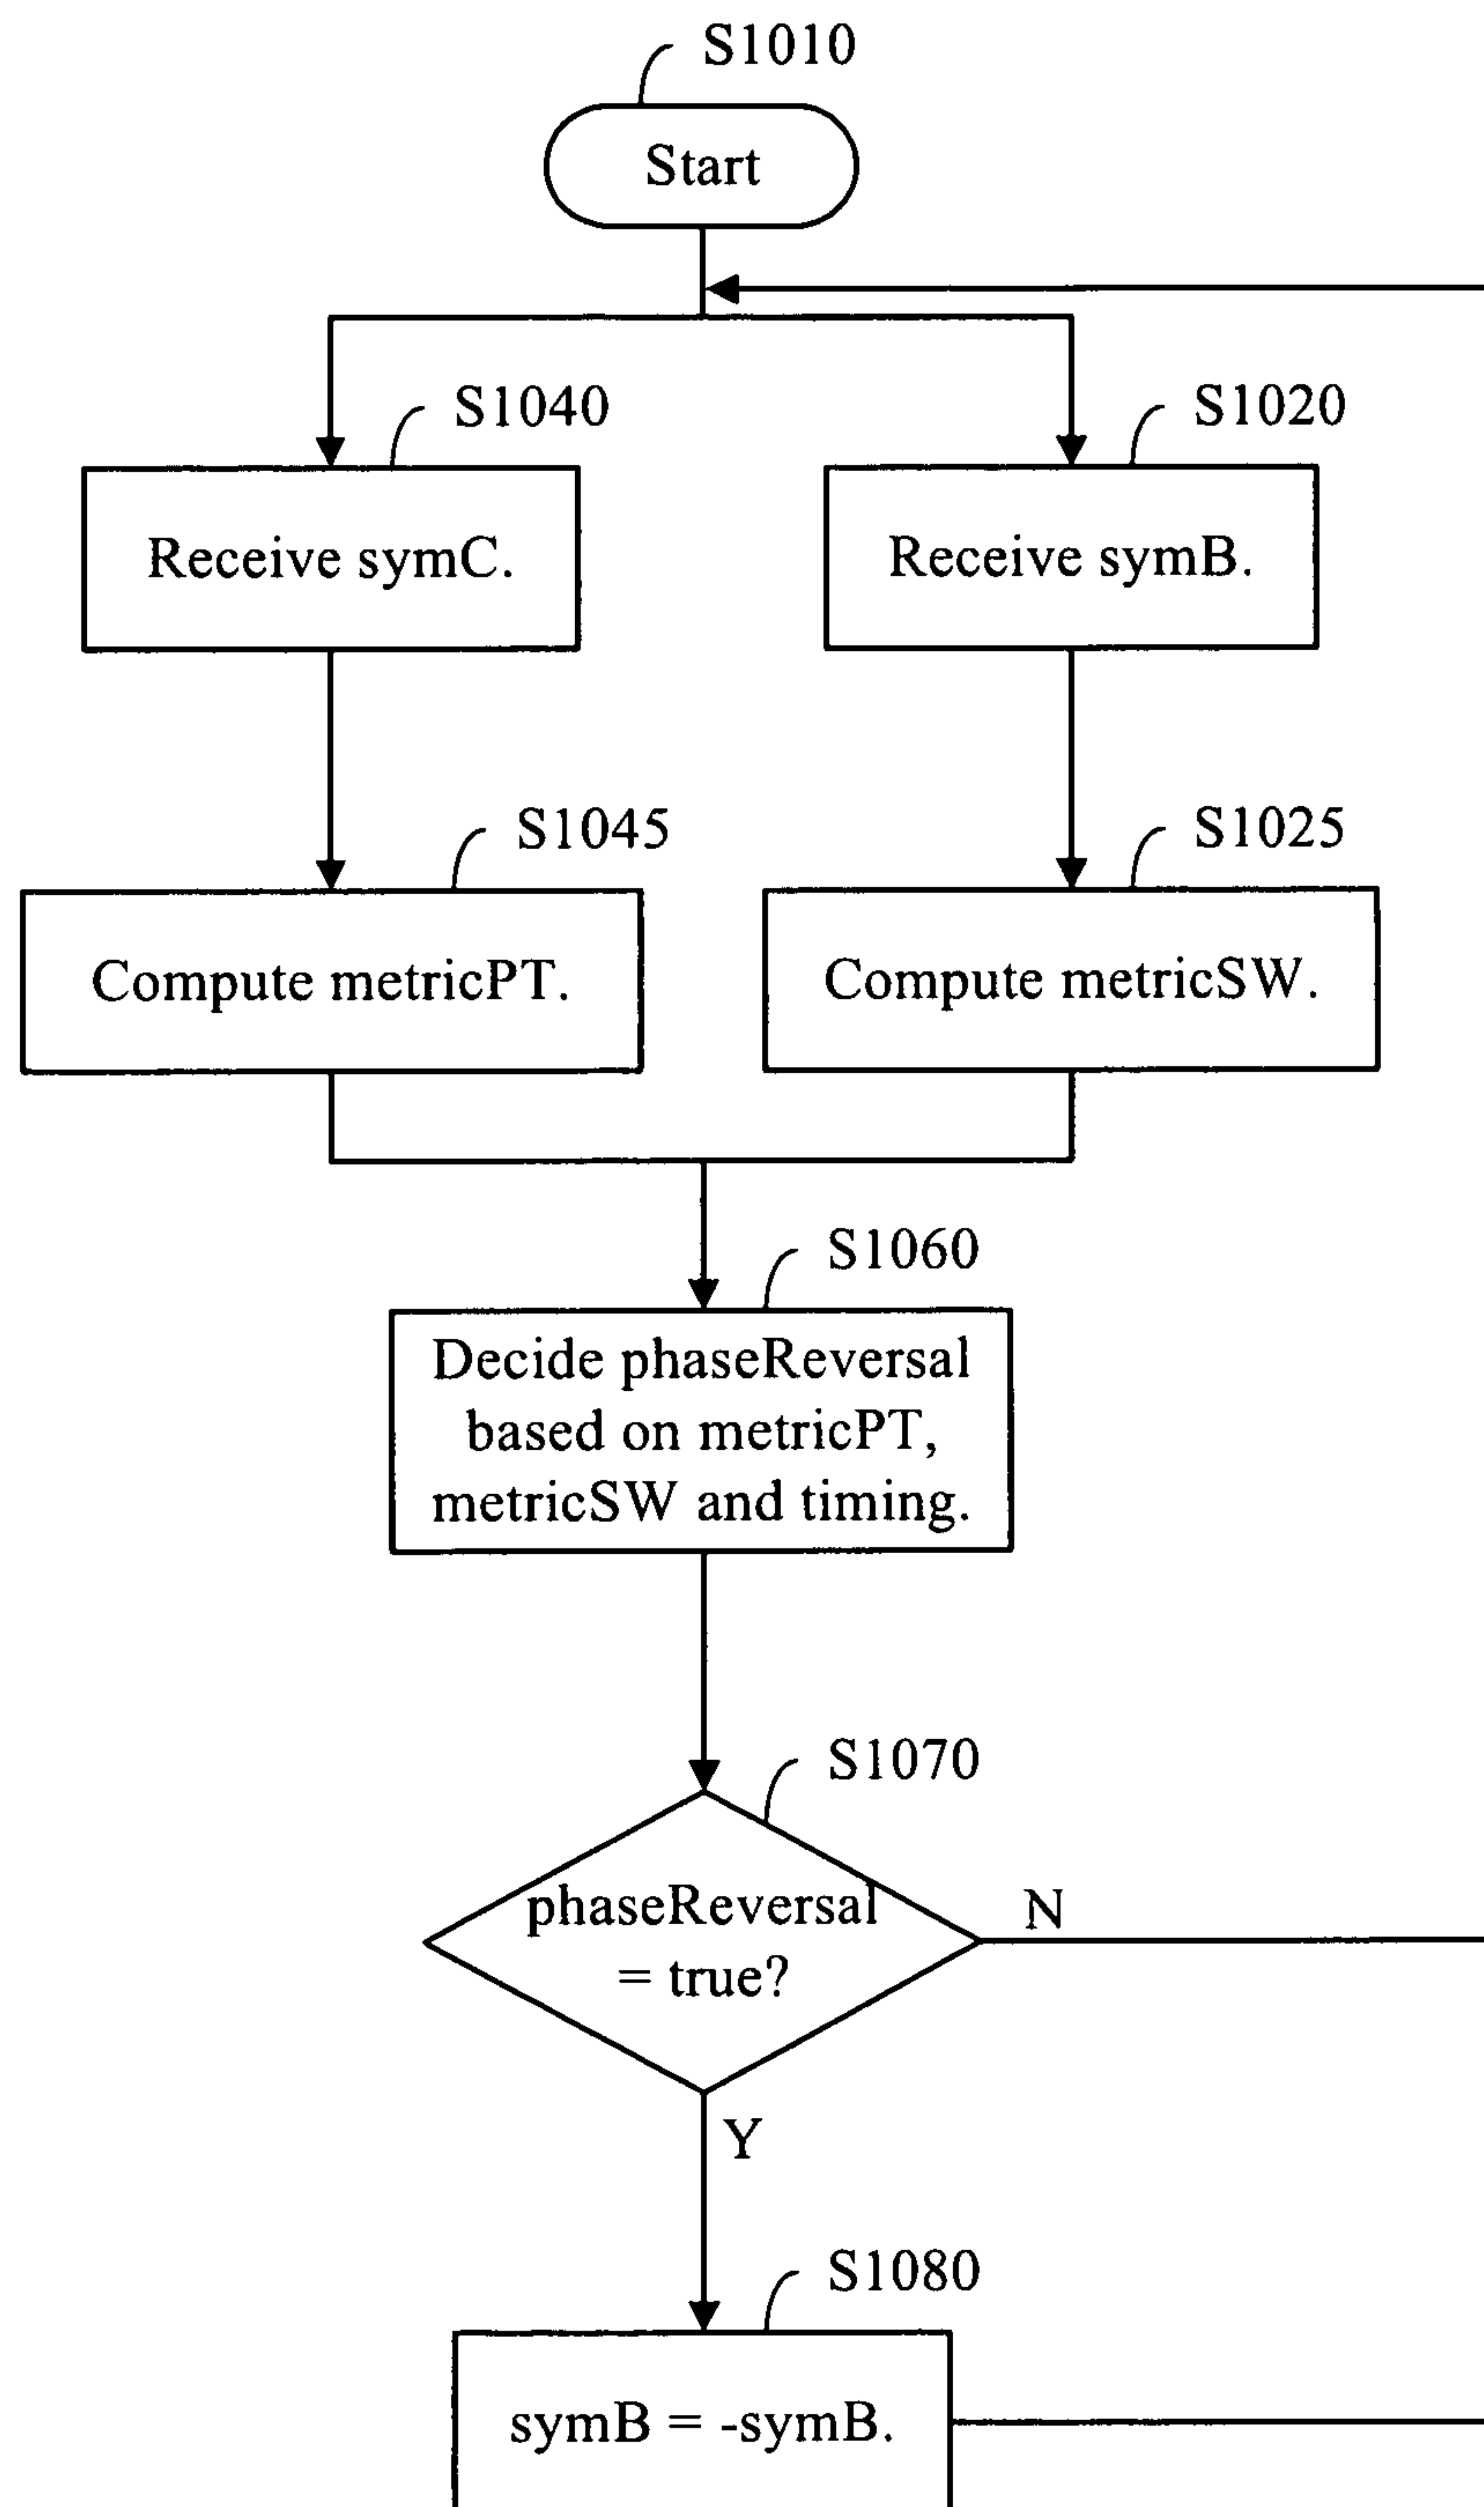 S1010
Start
S1040
S1020
Receive symC.
Receive symB.
S1045
S1025
Compute metricPT.
Compute metricSW.
S1060
Decide phaseReversal
based on metricPT,
metricSW and timing.
S1070
phaseReversal
= true?
N
Y
S1080
symB = -symB.